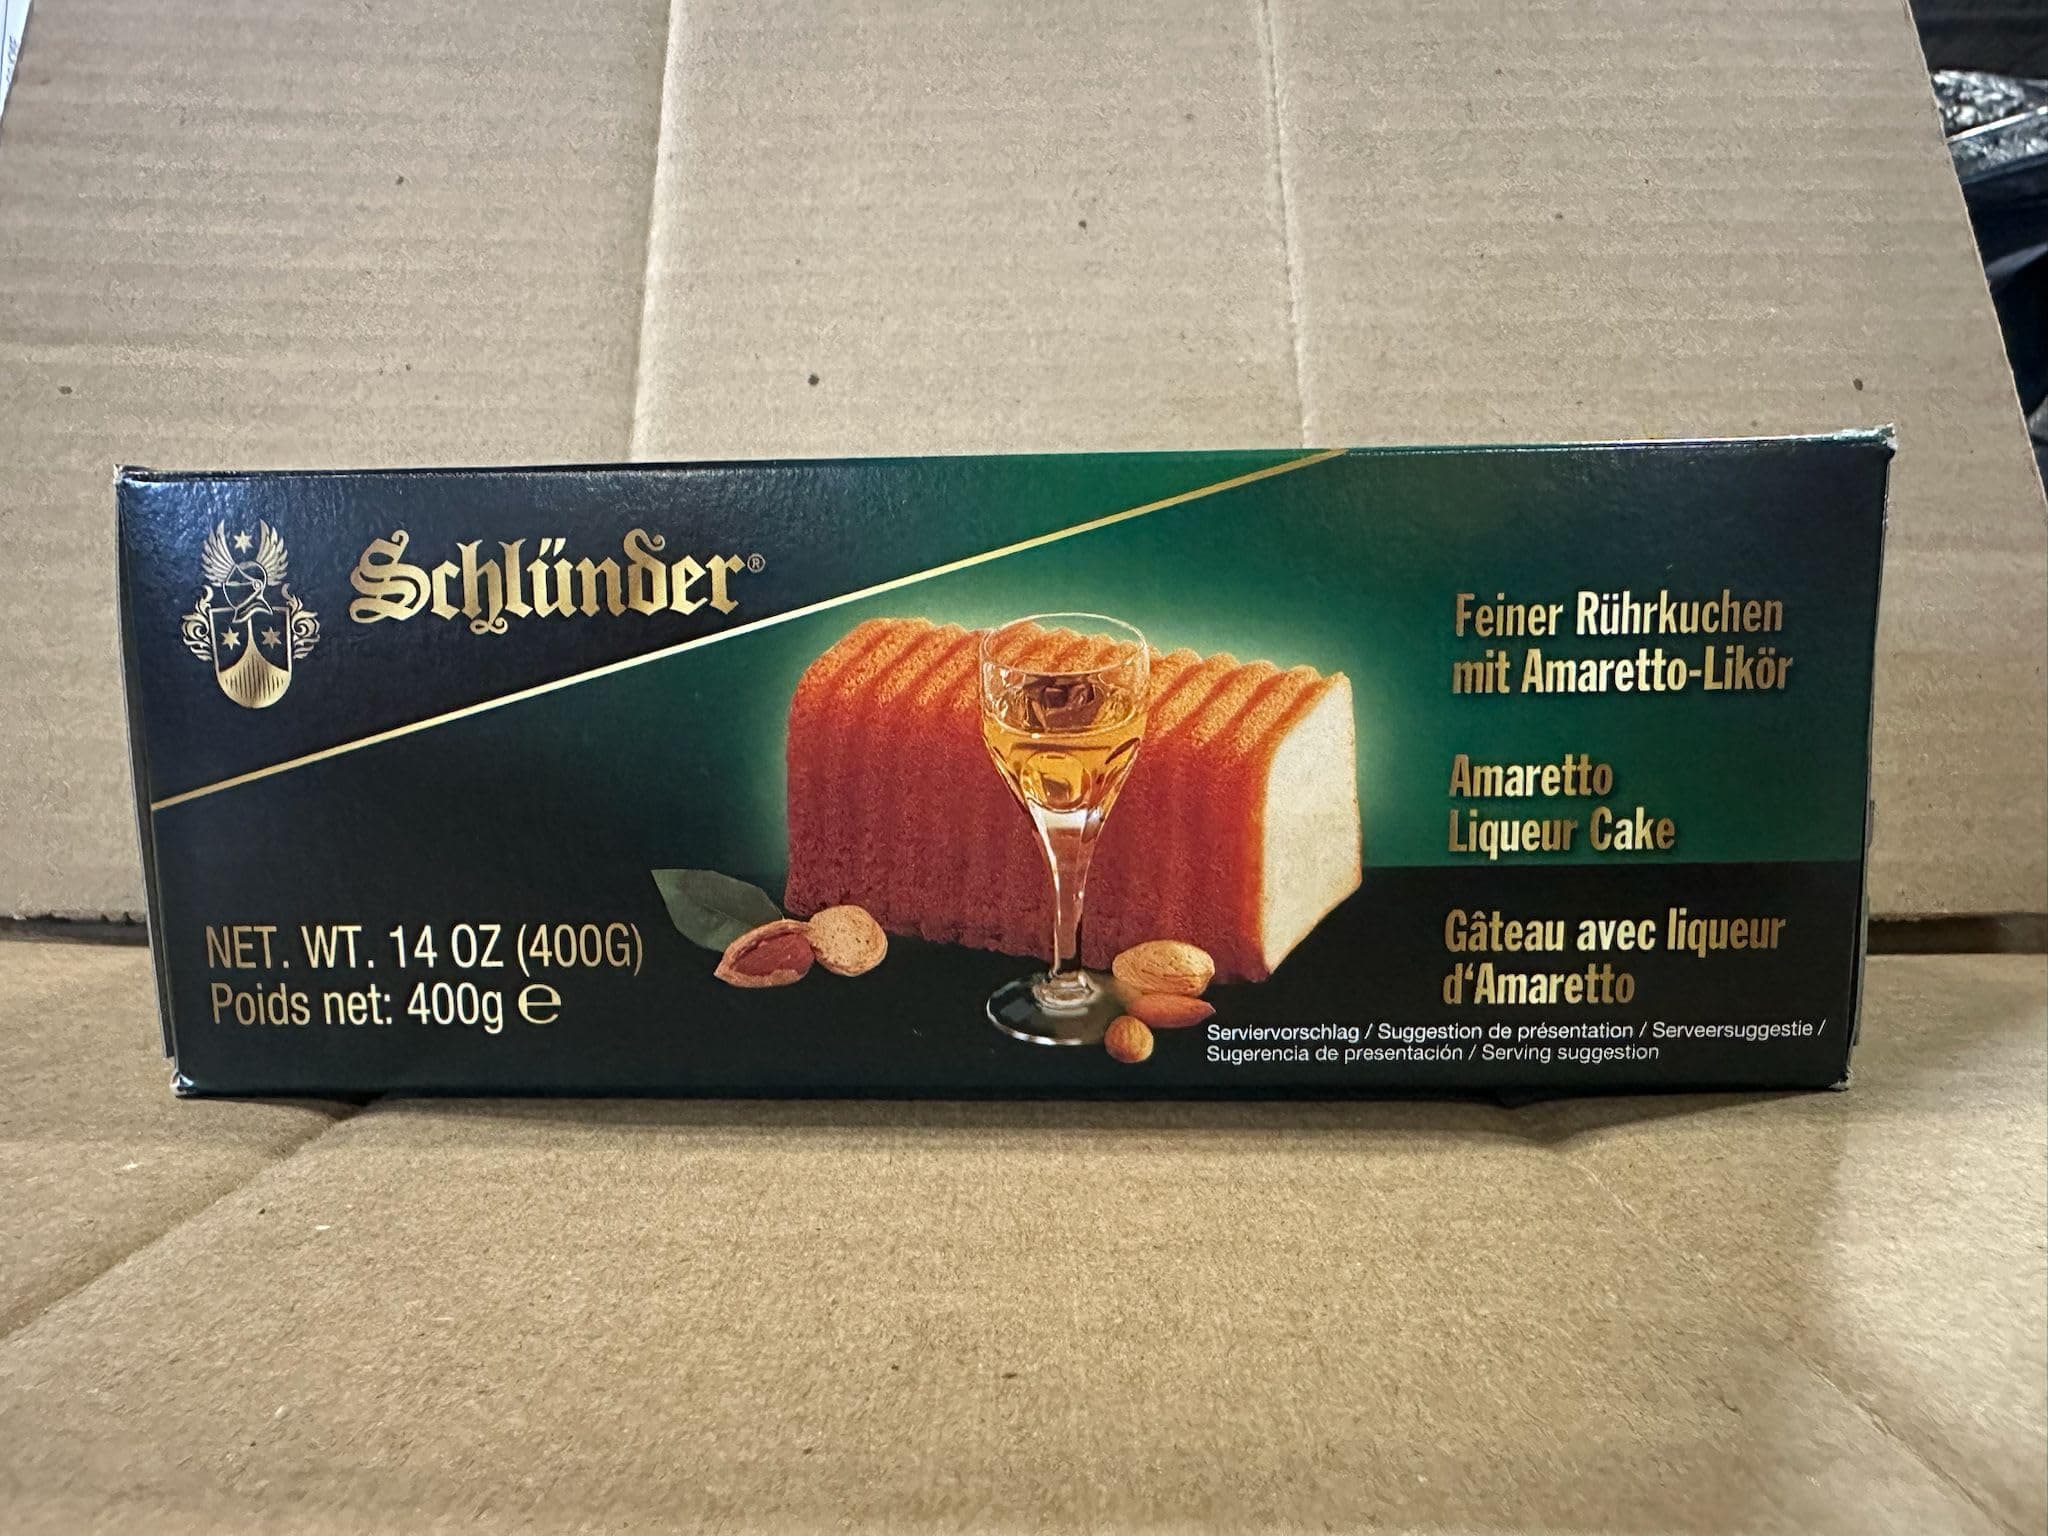 Schlünder®
Feiner Rührkuchen
mit Amaretto-Likör
Amaretto
Liqueur Cake
Gâteau avec liqueur
d‘Amaretto
NET. WT. 14 OZ (400G)
Poids net: 400g ℮
Serviervorschlag / Suggestion de présentation / Serveersuggestie /
Sugerencia de presentación / Serving suggestion